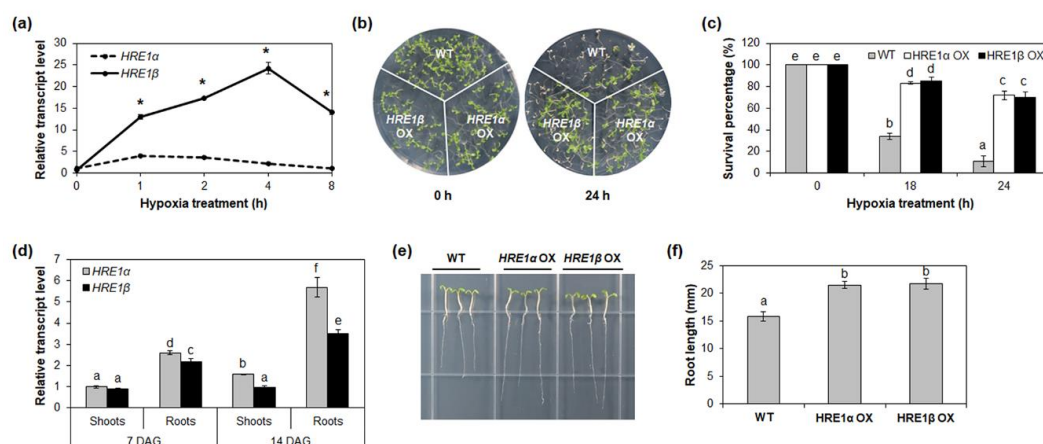 (a)
Relative transcript level
30
25
20
15
10
5
0
HRE1α
HRE1β
*
*
*
*
0 1 2 4 8
Hypoxia treatment (h)
(b)
WT
HRE1β OX
HRE1α OX
0 h
WT
HRE1β OX
HRE1α OX
24 h
(c)
Survival percentage (%)
120
100
80
60
40
20
0
WT HRE1α OX HRE1β OX
e e e
b d d
a c c
0 18 24
Hypoxia treatment (h)
(d)
Relative transcript level
7
6
5
4
3
2
1
0
HRE1α
HRE1β
a a
d c
b a
f e
Shoots Roots Shoots Roots
7 DAG 14 DAG
(e)
WT HRE1α OX HRE1β OX
(f)
Root length (mm)
25
20
15
10
5
0
a b b
WT HRE1α OX HRE1β OX